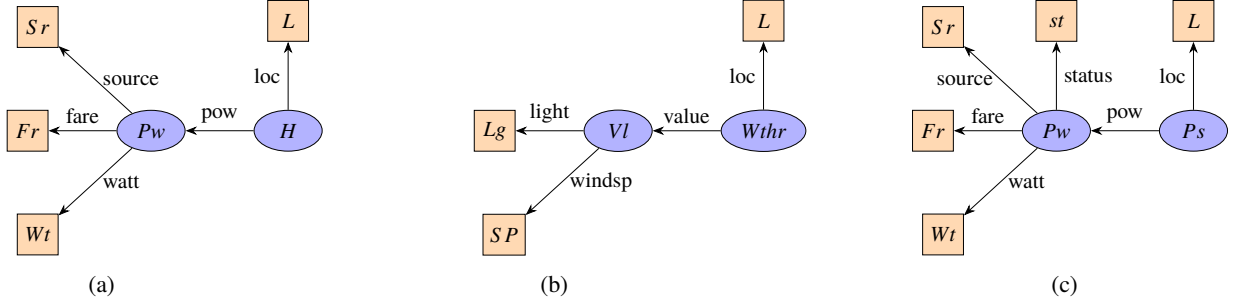 Sr
L
source
loc
pow
fare
Fr
Pw
H
watt
Wt
(a)
L
loc
light
value
Lg
Vl
Wthr
windsp
SP
(b)
Sr
st
L
source
status
loc
pow
fare
Fr
Pw
Ps
watt
Wt
(c)